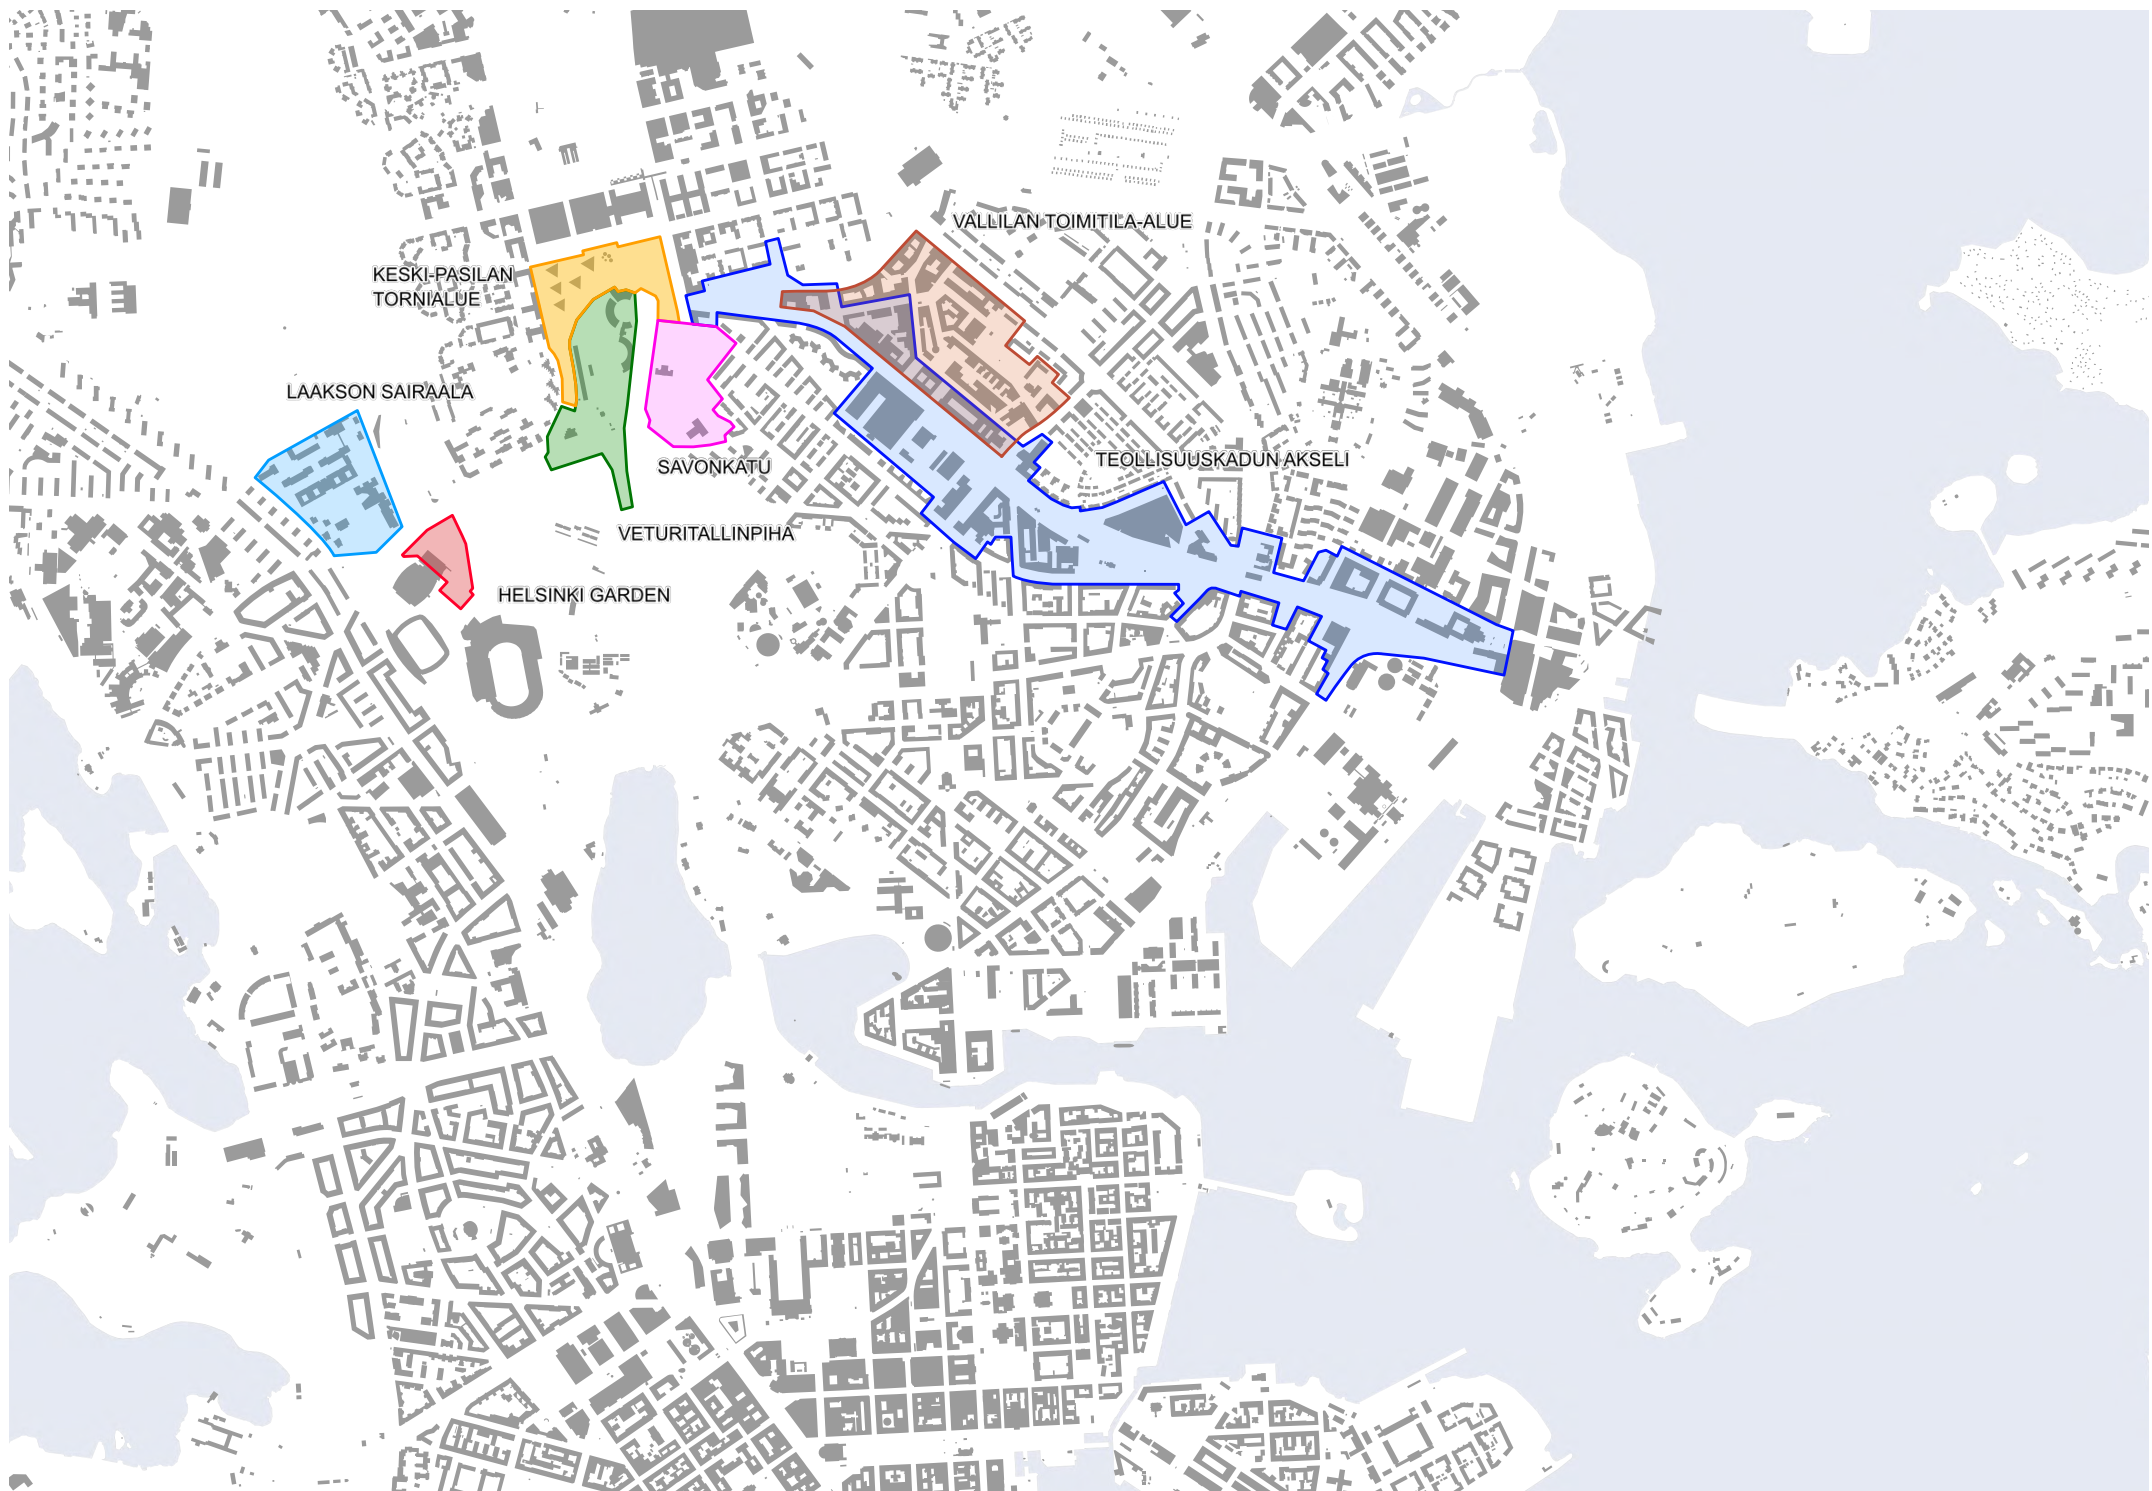 VALLILAN TOIMITILA-ALUE
KESKI-PASILAN
TORNIALUE
LAAKSON SAIRAALA
TEOLLISUUSKADUN AKSELI
SAVONKATU
VETURITALLINPIHA
HELSINKI GARDEN